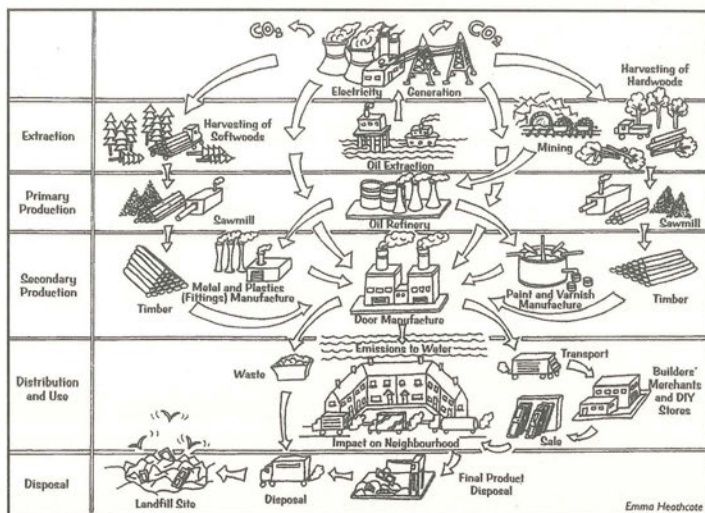 CO₂
CO₂
Electricity Generation
Harvesting of
Hardwoods
Extraction
Harvesting of
Softwoods
Oil Extraction
Mining
Primary
Production
Sawmill
Oil Refinery
Sawmill
Secondary
Production
Timber
Metal and Plastics
(Fittings) Manufacture
Door Manufacture
Paint and Varnish
Manufacture
Timber
Distribution
and Use
Waste
Emissions to Water
Transport
Builders'
Merchants
and DIY
Stores
Impact on Neighbourhood
Sale
Disposal
Landfill Site
Disposal
Final Product
Disposal
Emma Heathcote